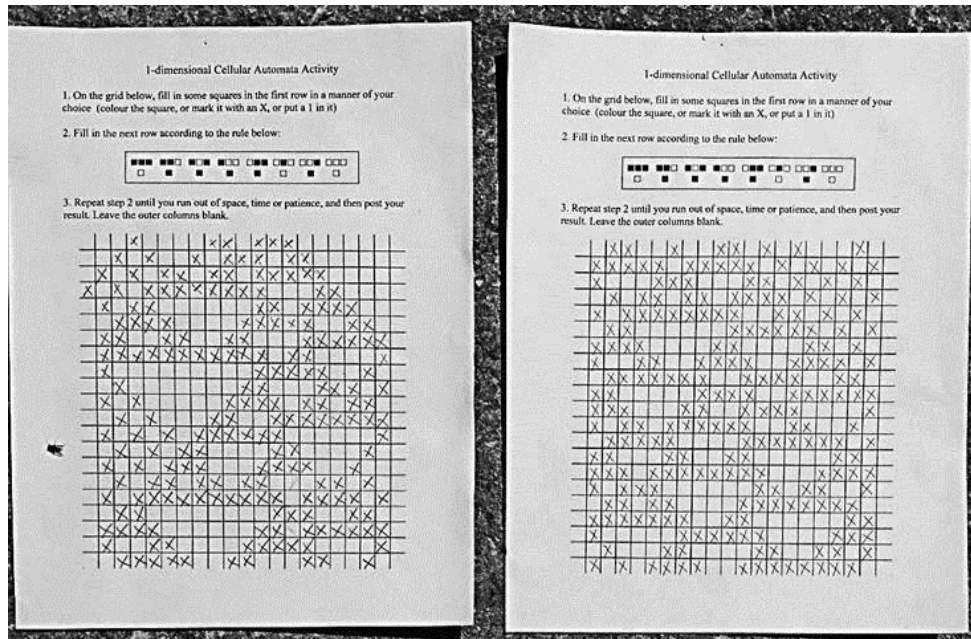 1-dimensional Cellular Automata Activity
1. On the grid below, fill in some squares in the first row in a manner of your
choice (colour the square, or mark it with an X, or put a 1 in it)
2. Fill in the next row according to the rule below:
3. Repeat step 2 until you run out of space, time or patience, and then post your
result. Leave the outer columns blank.
1-dimensional Cellular Automata Activity
1. On the grid below, fill in some squares in the first row in a manner of your
choice (colour the square, or mark it with an X, or put a 1 in it)
2 Fill in the next row according to the rule below:
3. Repeat step 2 until you run out of space, time or patience, and then post your
result. Leave the outer columns blank.